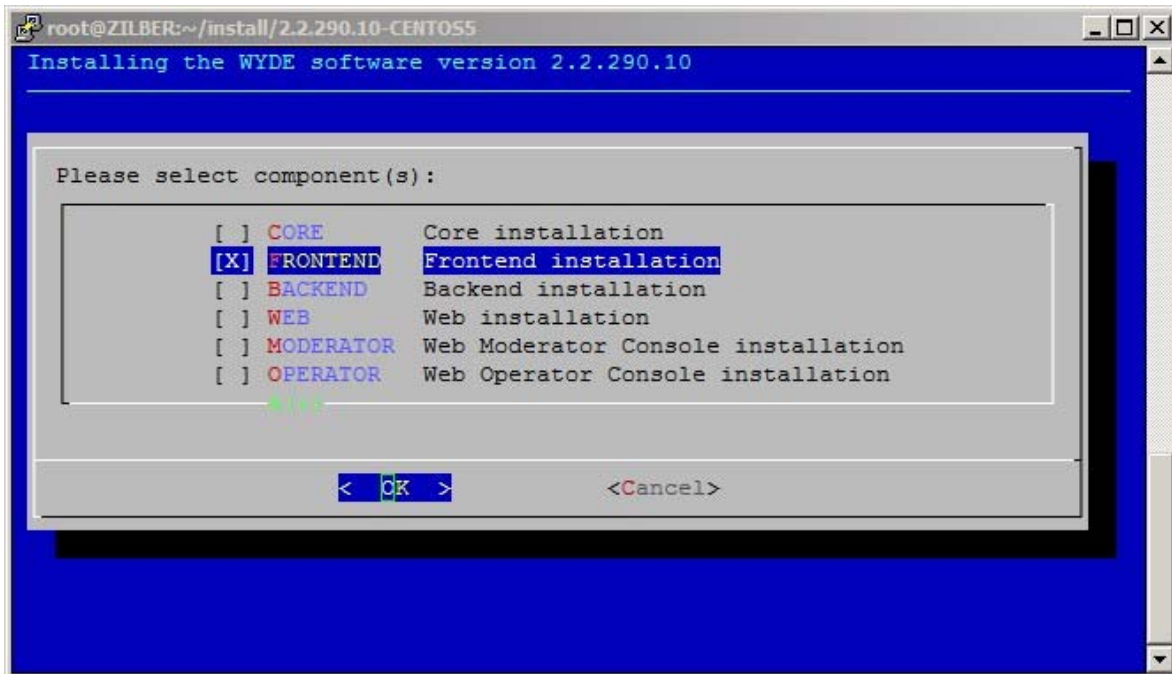 root@ZILBER:~/install/2.2.290.10-CENTOS5
Installing the WYDE software version 2.2.290.10
Please select component(s):
[ ] CORE Core installation
[X] FRONTEND Frontend installation
[ ] BACKEND Backend installation
[ ] WEB Web installation
[ ] MODERATOR Web Moderator Console installation
[ ] OPERATOR Web Operator Console installation
< OK > <Cancel>